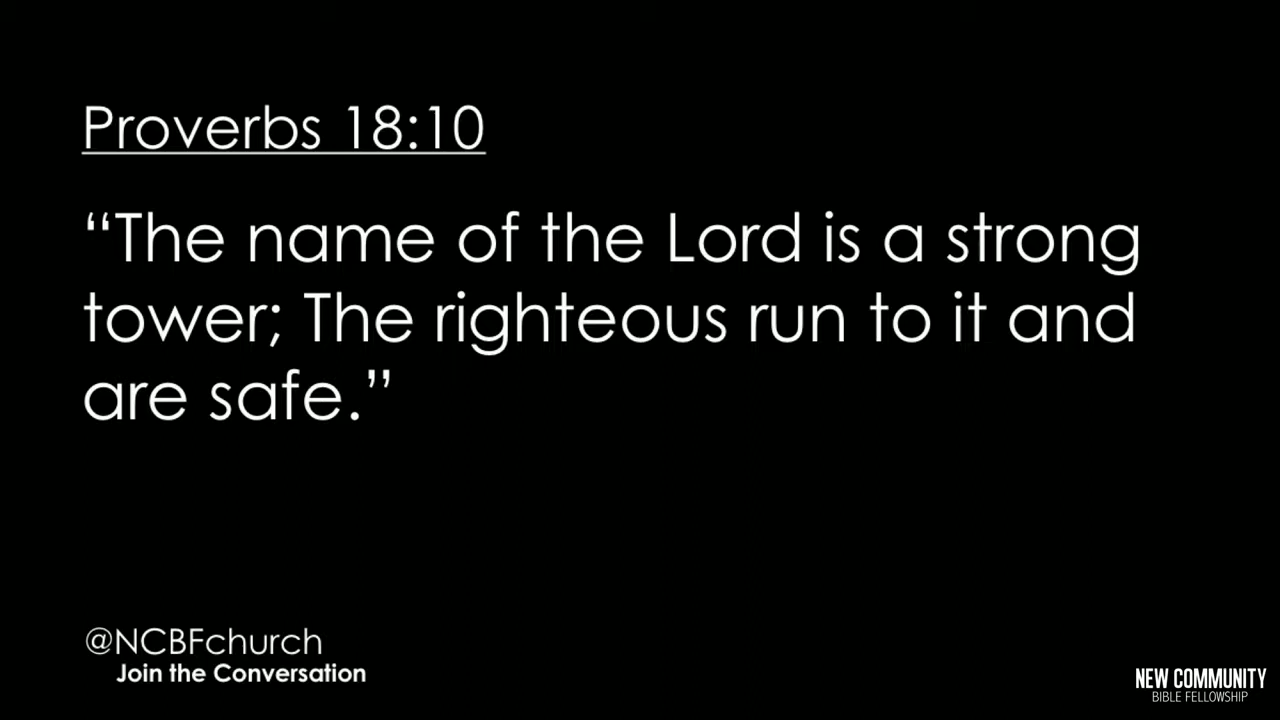 Proverbs 18:10
“The name of the Lord is a strong
tower; The righteous run to it and
are safe.”
@NCBFchurch
Join the Conversation
NEW COMMUNITY
BIBLE FELLOWSHIP